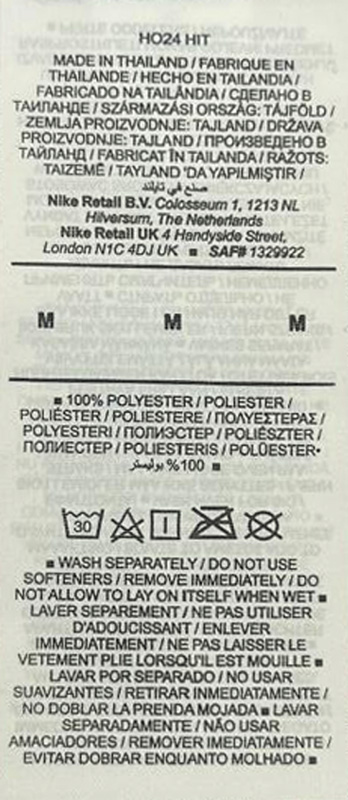 HO24 HIT
MADE IN THAILAND / FABRIQUE EN
THAILANDE / HECHO EN TAILANDIA /
FABRICADO NA TAILÂNDIA / СДЕЛАНО В
ТАИЛАНДЕ / SZÁRMAZÁSI ORSZÁG: TÁJFÖLD /
ZEMLJA PROIZVODNJE: TAJLAND / DRŽAVA
PROIZVODNJE: TAJLAND / ПРОИЗВЕДЕНО В
ТАЙЛАНД / FABRICAT ÎN TAILANDA / RAŽOTS:
TAIZEMĒ / TAYLAND 'DA YAPILMIŞTIR /
صنع في تايلند
Nike Retail B.V. Colosseum 1, 1213 NL
Hilversum, The Netherlands
Nike Retail UK 4 Handyside Street,
London N1C 4DJ UK ■ SAF# 1329922
M M M
■ 100% POLYESTER / POLIESTER /
POLIÉSTER / POLIESTERE / ΠΟΛΥΕΣΤΕΡΑΣ /
POLYESTERI / ПОЛИЭСТЕР / POLIÉSZTER /
ПОЛИЕСТЕР / POLIESTERIS / POLÜESTER•
■ 100% بوليستر
30
■ WASH SEPARATELY / DO NOT USE
SOFTENERS / REMOVE IMMEDIATELY / DO
NOT ALLOW TO LAY ON ITSELF WHEN WET ■
LAVER SEPAREMENT / NE PAS UTILISER
D'ADOUCISSANT / ENLEVER
IMMEDIATEMENT / NE PAS LAISSER LE
VETEMENT PLIE LORSQU'IL EST MOUILLE ■
LAVAR POR SEPARADO / NO USAR
SUAVIZANTES / RETIRAR INMEDIATAMENTE /
NO DOBLAR LA PRENDA MOJADA ■ LAVAR
SEPARADAMENTE / NÃO USAR
AMACIADORES / REMOVER IMEDIATAMENTE /
EVITAR DOBRAR ENQUANTO MOLHADO ■